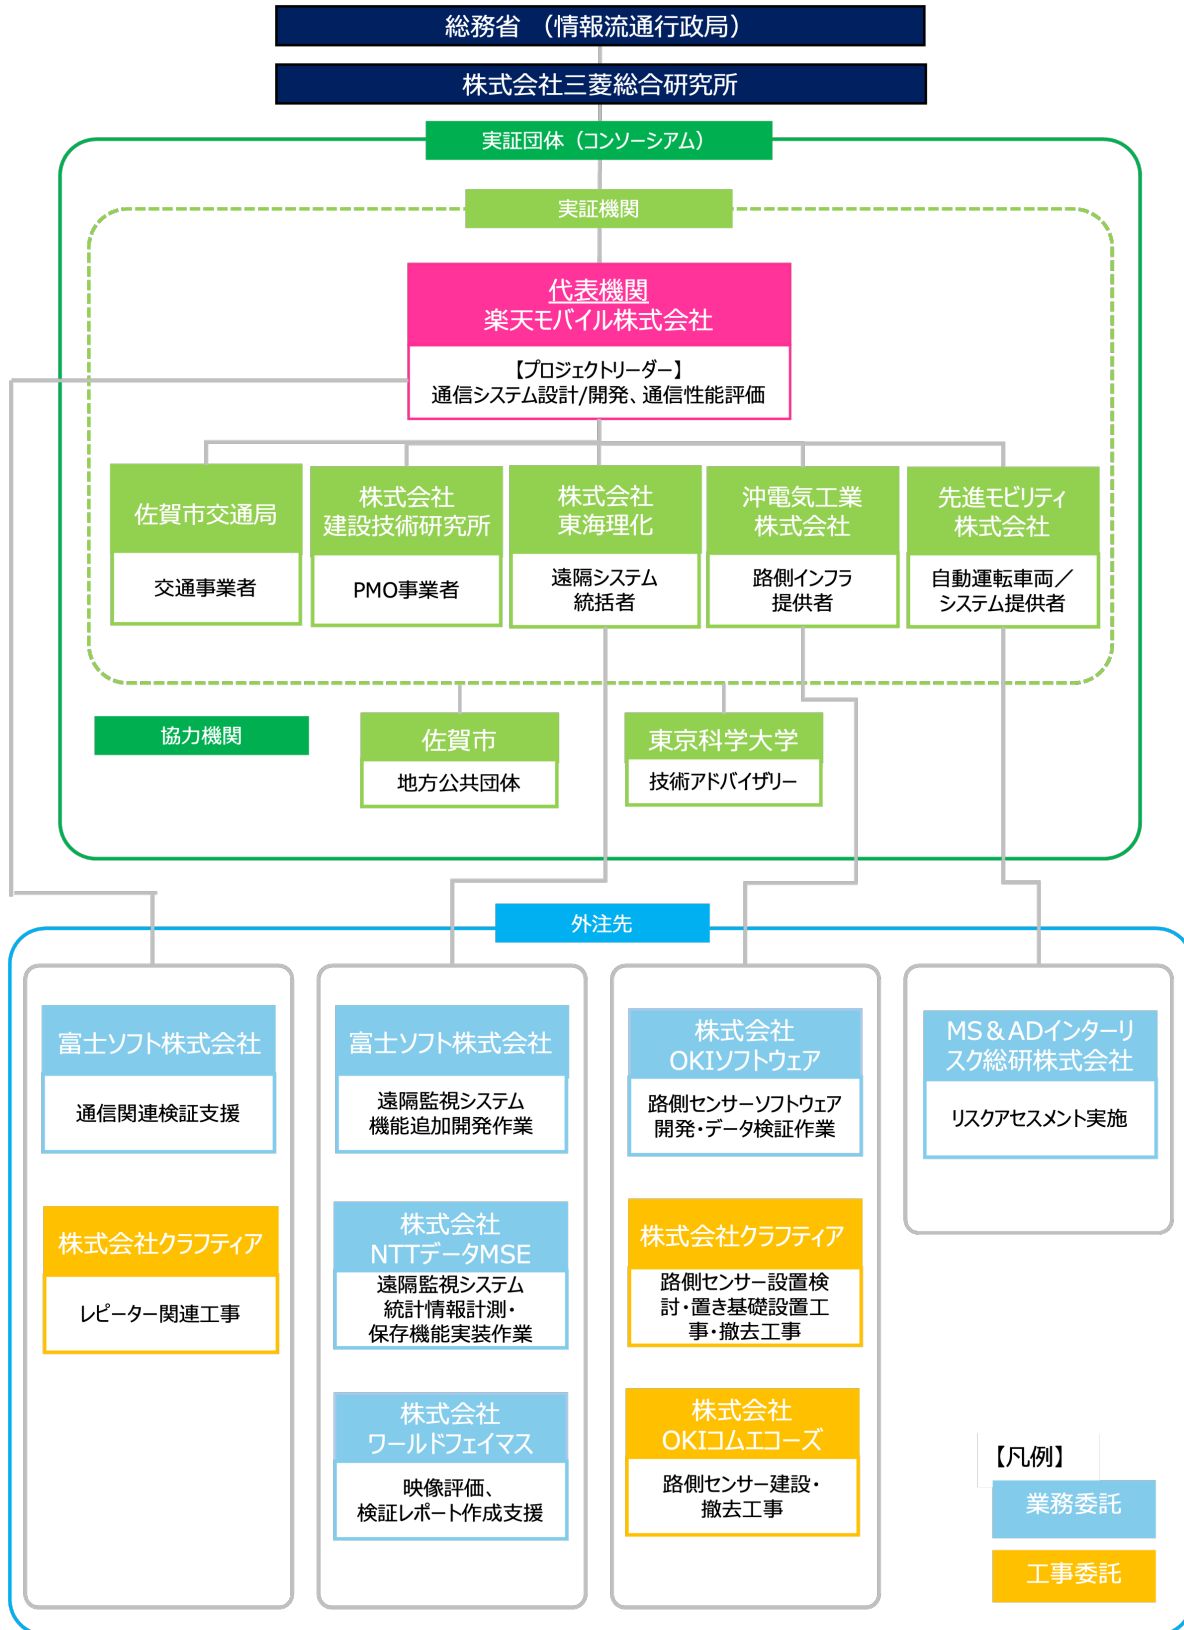 総務省　（情報流通行政局）
株式会社三菱総合研究所
実証団体（コンソーシアム）
実証機関
代表機関
楽天モバイル株式会社
【プロジェクトリーダー】
通信システム設計/開発、通信性能評価
佐賀市交通局
交通事業者
株式会社
建設技術研究所
PMO事業者
株式会社
東海理化
遠隔システム
統括者
沖電気工業
株式会社
路側インフラ
提供者
先進モビリティ
株式会社
自動運転車両／
システム提供者
協力機関
佐賀市
地方公共団体
東京科学大学
技術アドバイザリー
外注先
富士ソフト株式会社
通信関連検証支援
株式会社クラフティア
レピーター関連工事
富士ソフト株式会社
遠隔監視システム
機能追加開発作業
株式会社
NTTデータMSE
遠隔監視システム
統計情報計測・
保存機能実装作業
株式会社
ワールドフェイマス
映像評価、
検証レポート作成支援
株式会社
OKIソフトウェア
路側センサーソフトウェア
開発・データ検証作業
株式会社クラフティア
路側センサー設置検
討・置き基礎設置工
事・撤去工事
株式会社
OKIコムエコーズ
路側センサー建設・
撤去工事
MS＆ADインターリ
スク総研株式会社
リスクアセスメント実施
【凡例】
業務委託
工事委託